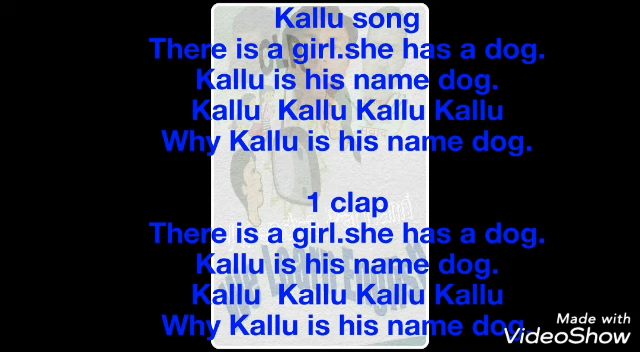 Kallu song
There is a girl.she has a dog.
Kallu is his name dog.
Kallu  Kallu Kallu Kallu
Why Kallu is his name dog.
1 clap
There is a girl.she has a dog.
Kallu is his name dog.
Kallu  Kallu Kallu Kallu
Why Kallu is his name dog
Made with
VideoShow